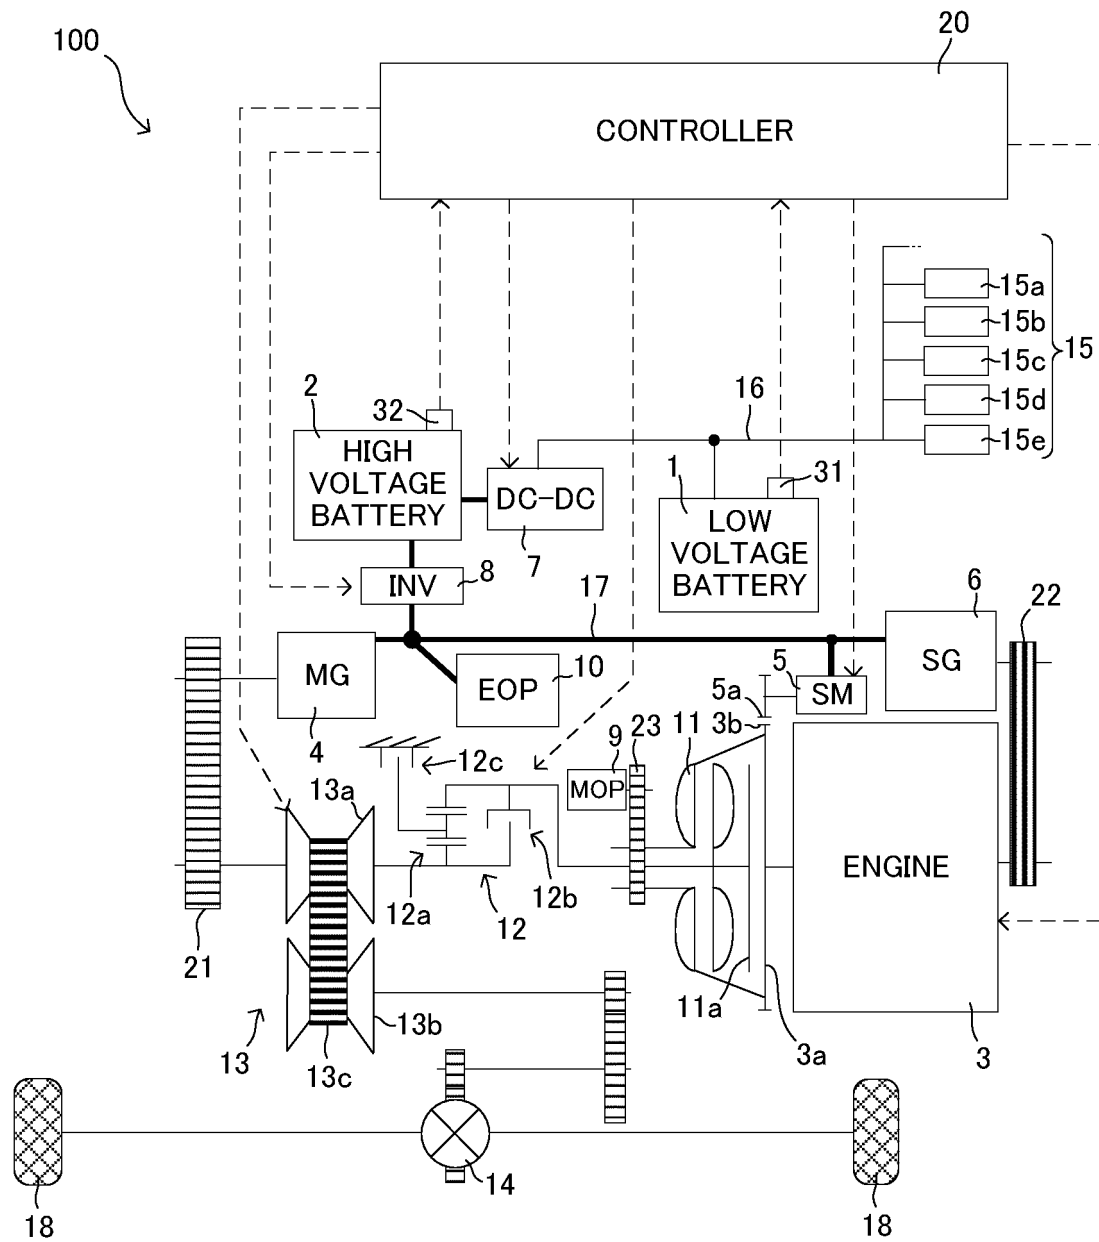 100
20
CONTROLLER
15a
15b
15c
15d
15e
15
2
32
16
31
HIGH
VOLTAGE
BATTERY
DC-DC
7
1
LOW
VOLTAGE
BATTERY
INV
8
17
6
22
MG
4
EOP
10
SG
5
SM
5a
3b
9
23
11
MOP
12c
13a
ENGINE
12a
12
12b
21
11a
13
13b
13c
3a
3
14
18
18